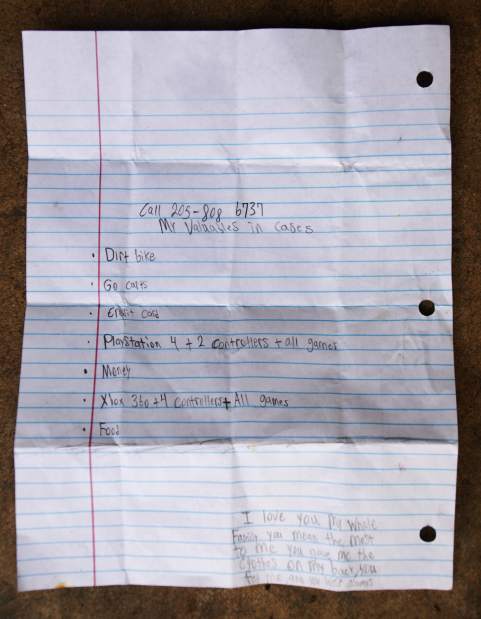 Call 205-808 6737
My Valuables in cases
• Dirt bike
• Go carts
• Credit card
• Playstation 4 + 2 controllers + all games
• Money
• Xbox 360 + 4 controllers + All games
• Food
I love you my whole
Family you mean the most
to me you gave me the
clothes on my back, you